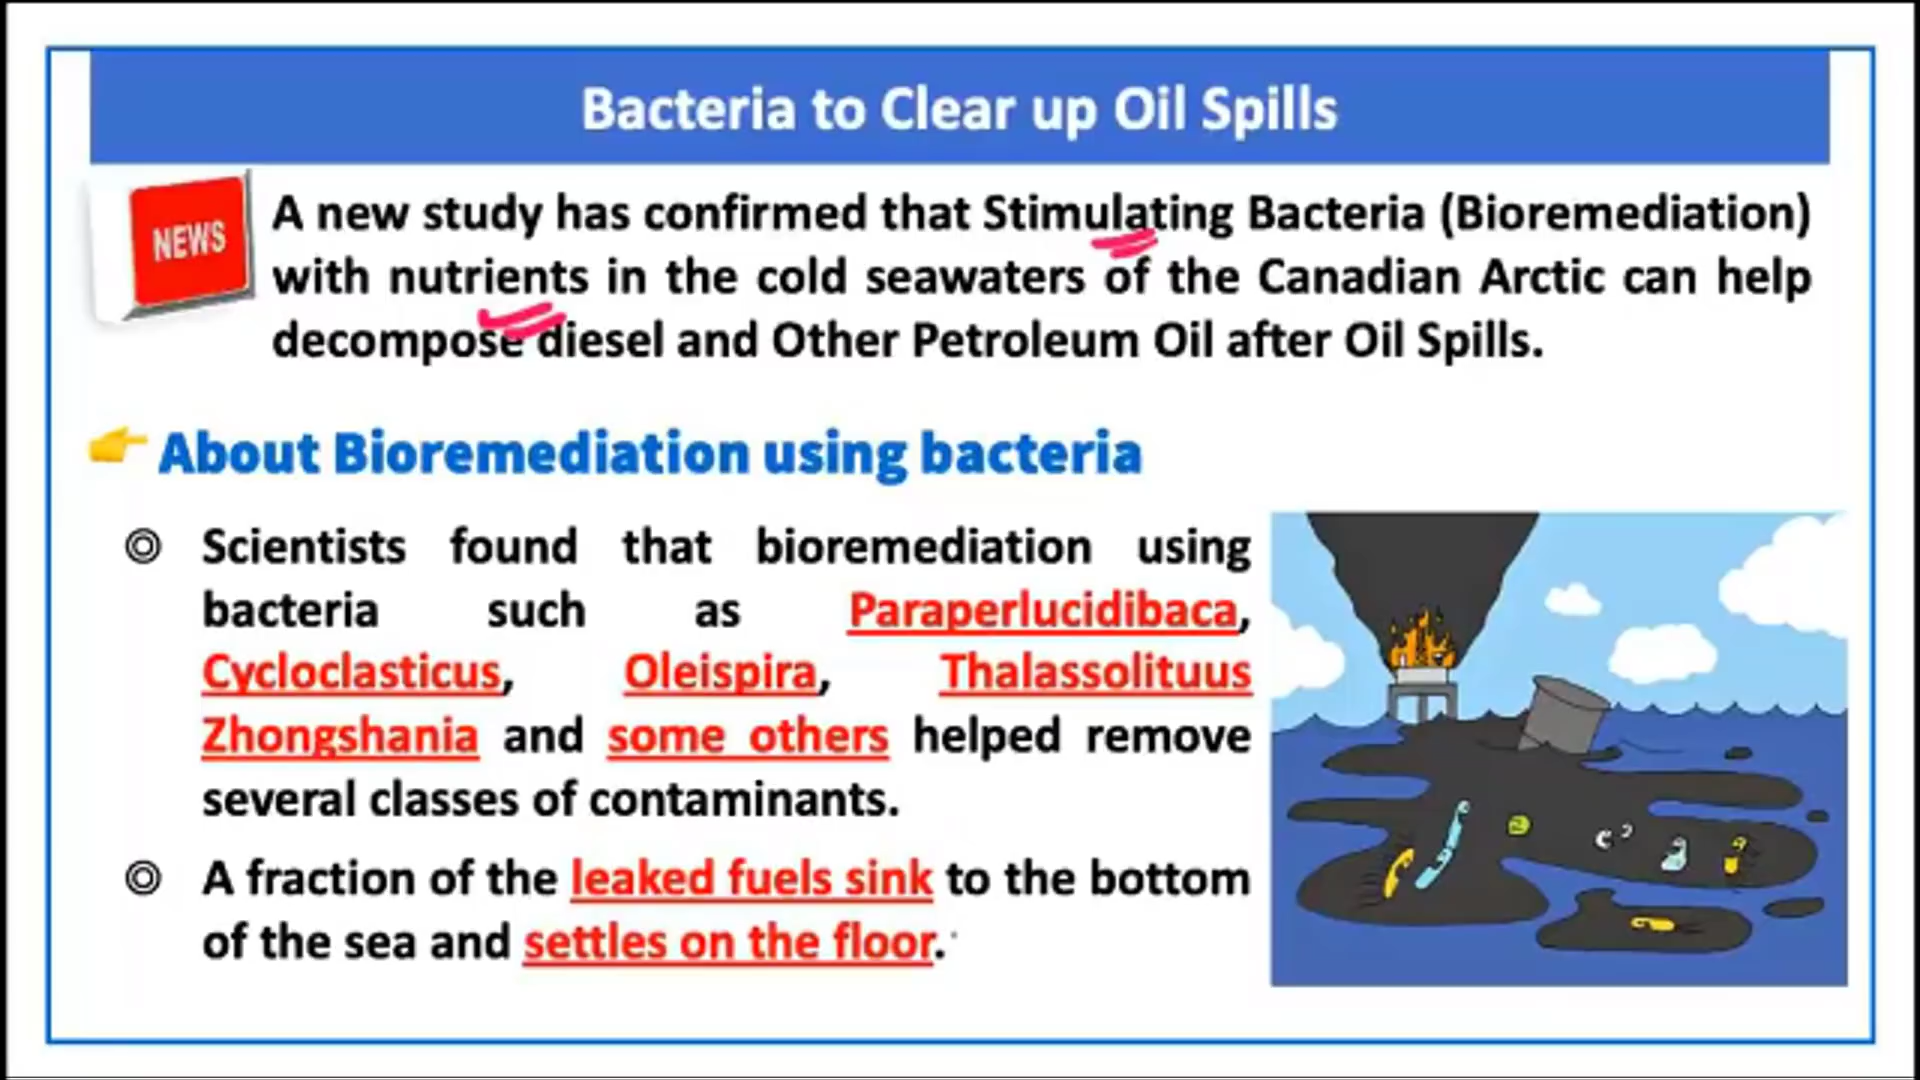 Bacteria to Clear up Oil Spills
NEWS
A new study has confirmed that Stimulating Bacteria (Bioremediation)
with nutrients in the cold seawaters of the Canadian Arctic can help
decompose diesel and Other Petroleum Oil after Oil Spills.
About Bioremediation using bacteria
Scientists found that bioremediation using
bacteria such as Paraperlucidibaca,
Cycloclasticus, Oleispira, Thalassolituus
Zhongshania and some others helped remove
several classes of contaminants.
A fraction of the leaked fuels sink to the bottom
of the sea and settles on the floor.